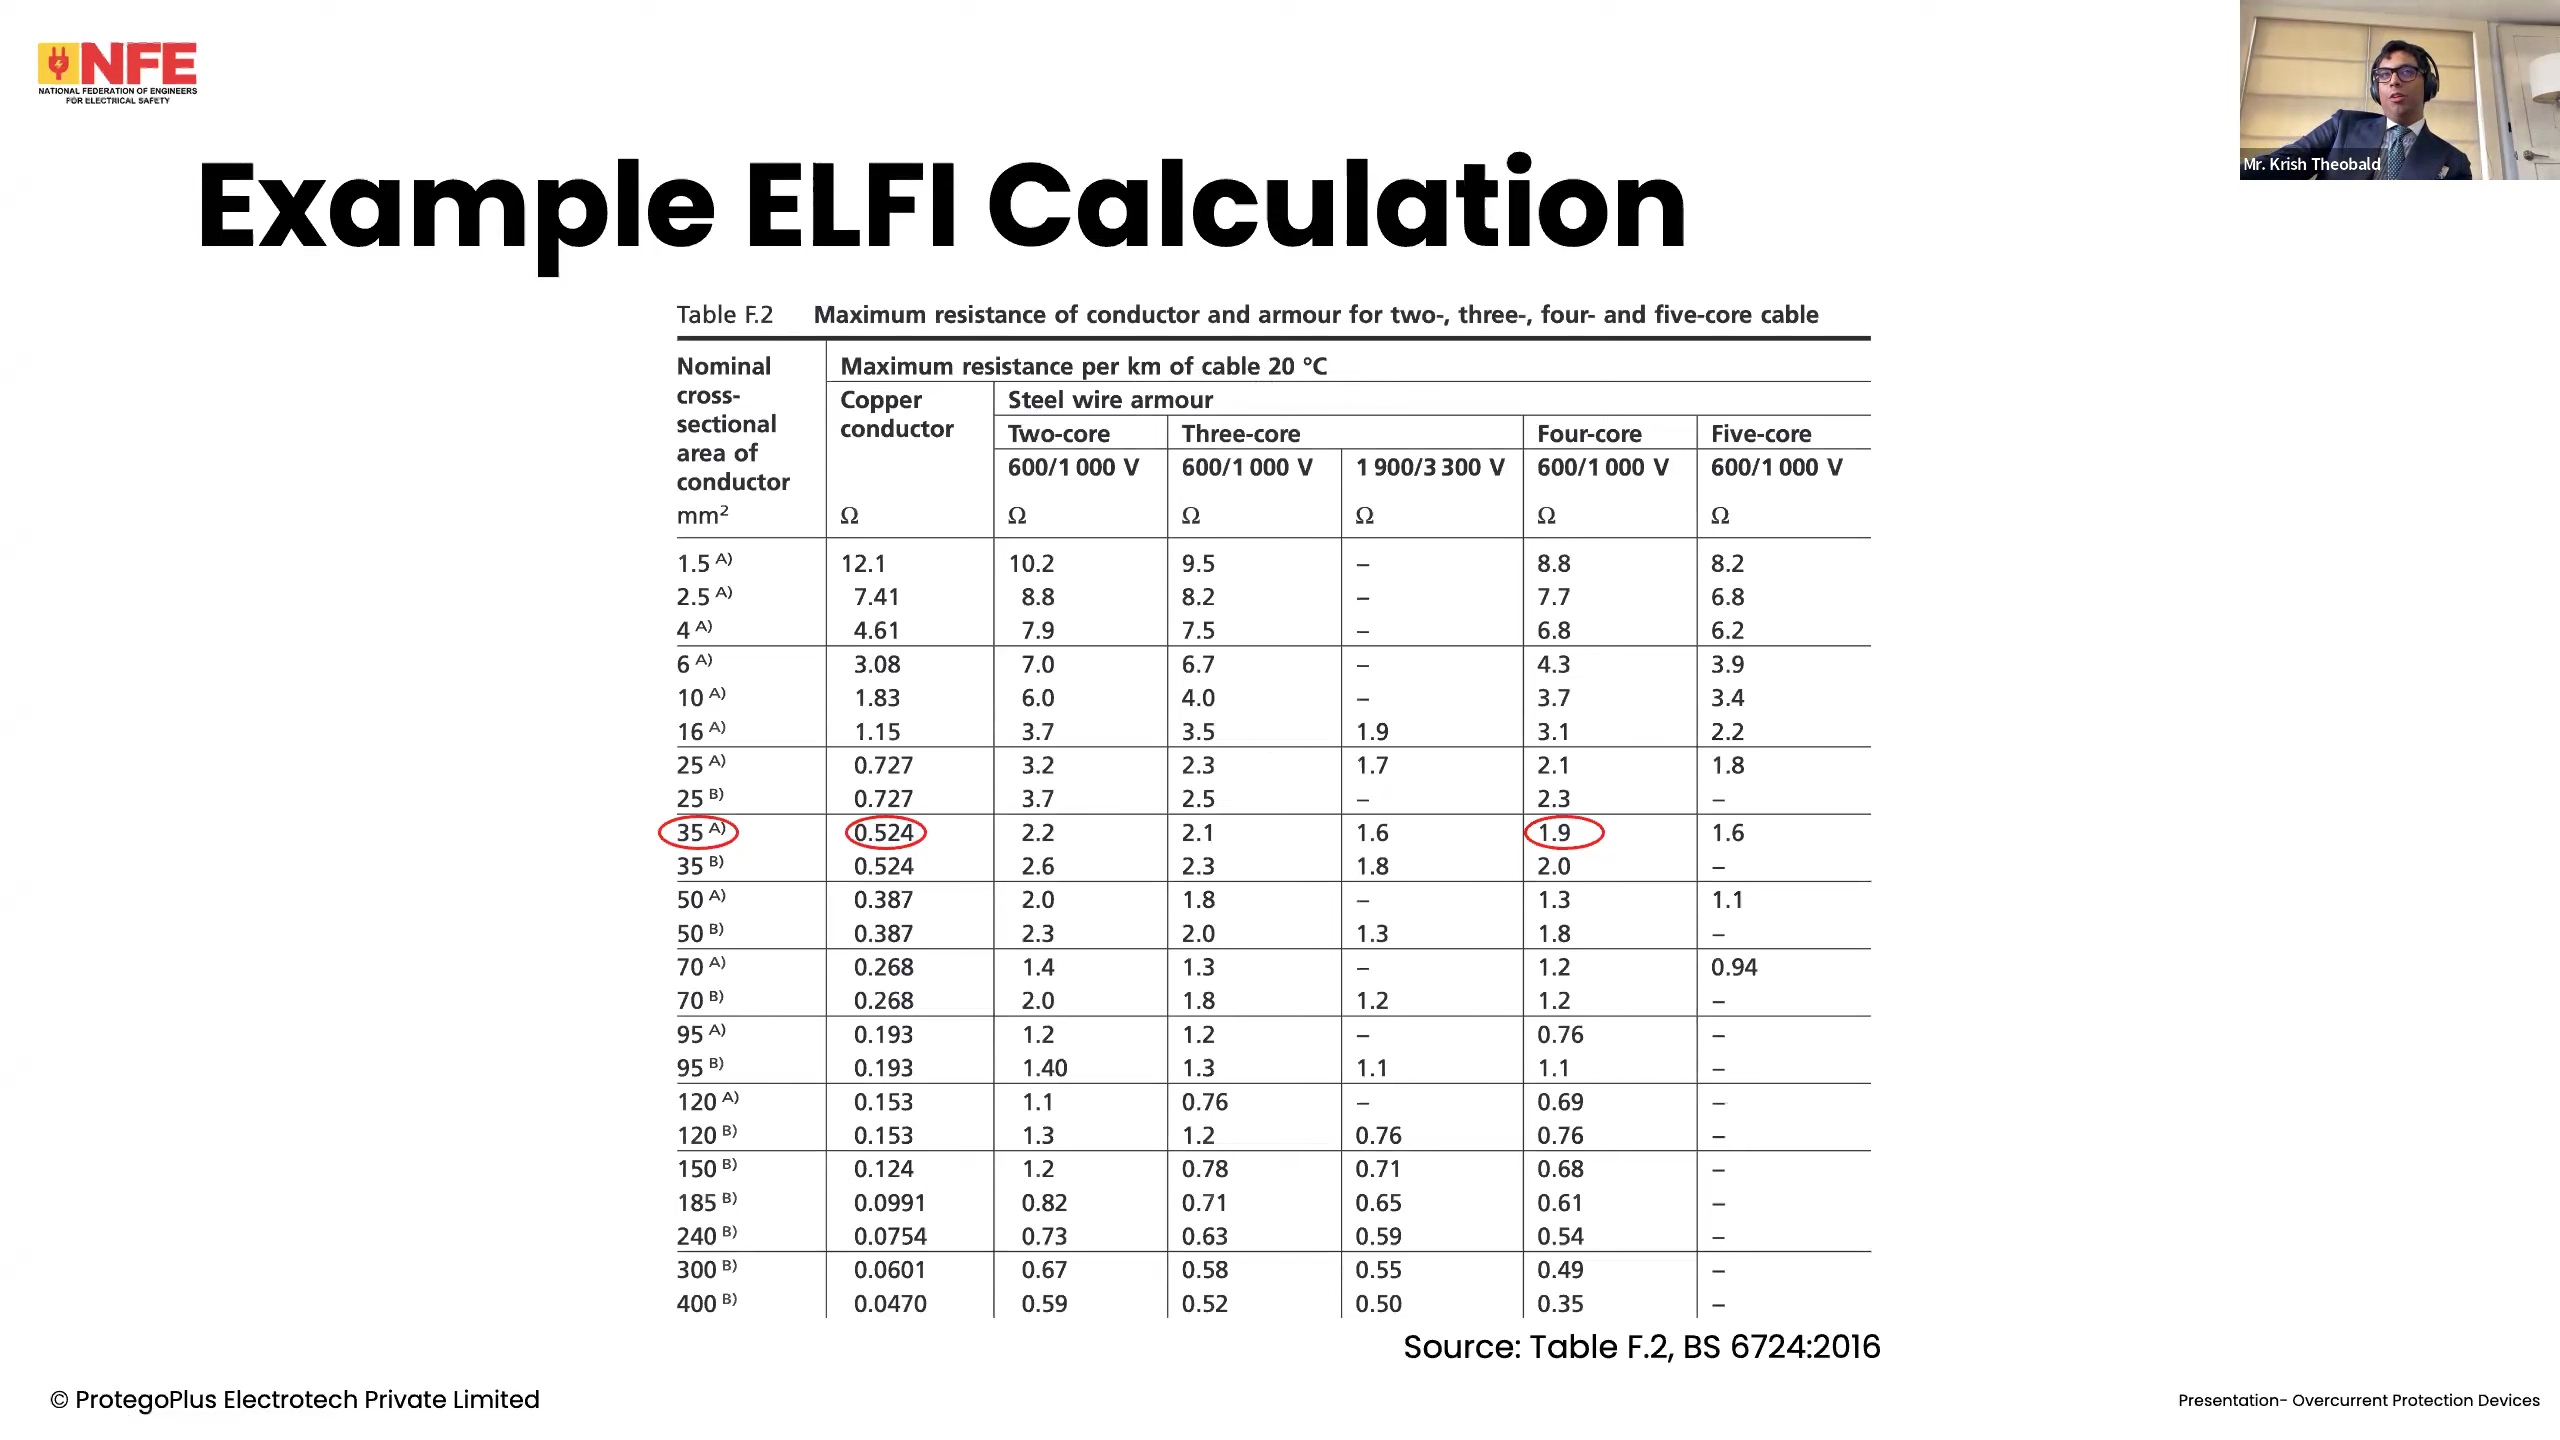 NFE
NATIONAL FEDERATION OF ENGINEERS
FOR ELECTRICAL SAFETY
Mr. Krish Theobald
Example ELFI Calculation
Table F.2 Maximum resistance of conductor and armour for two-, three-, four- and five-core cable
Nominal cross-sectional area of conductor
Maximum resistance per km of cable 20 °C
Copper conductor
Steel wire armour
Two-core Three-core Four-core Five-core
600/1 000 V 600/1 000 V 1 900/3 300 V 600/1 000 V 600/1 000 V
mm² Ω Ω Ω Ω Ω Ω
1.5 A) 12.1 10.2 9.5 – 8.8 8.2
2.5 A) 7.41 8.8 8.2 – 7.7 6.8
4 A) 4.61 7.9 7.5 – 6.8 6.2
6 A) 3.08 7.0 6.7 – 4.3 3.9
10 A) 1.83 6.0 4.0 – 3.7 3.4
16 A) 1.15 3.7 3.5 1.9 3.1 2.2
25 A) 0.727 3.2 2.3 1.7 2.1 1.8
25 B) 0.727 3.7 2.5 – 2.3 –
35 A) 0.524 2.2 2.1 1.6 1.9 1.6
35 B) 0.524 2.6 2.3 1.8 2.0 –
50 A) 0.387 2.0 1.8 – 1.3 1.1
50 B) 0.387 2.3 2.0 1.3 1.8 –
70 A) 0.268 1.4 1.3 – 1.2 0.94
70 B) 0.268 2.0 1.8 1.2 1.2 –
95 A) 0.193 1.2 1.2 – 0.76 –
95 B) 0.193 1.40 1.3 1.1 1.1 –
120 A) 0.153 1.1 0.76 – 0.69 –
120 B) 0.153 1.3 1.2 0.76 0.76 –
150 B) 0.124 1.2 0.78 0.71 0.68 –
185 B) 0.0991 0.82 0.71 0.65 0.61 –
240 B) 0.0754 0.73 0.63 0.59 0.54 –
300 B) 0.0601 0.67 0.58 0.55 0.49 –
400 B) 0.0470 0.59 0.52 0.50 0.35 –
Source: Table F.2, BS 6724:2016
© ProtegoPlus Electrotech Private Limited
Presentation- Overcurrent Protection Devices